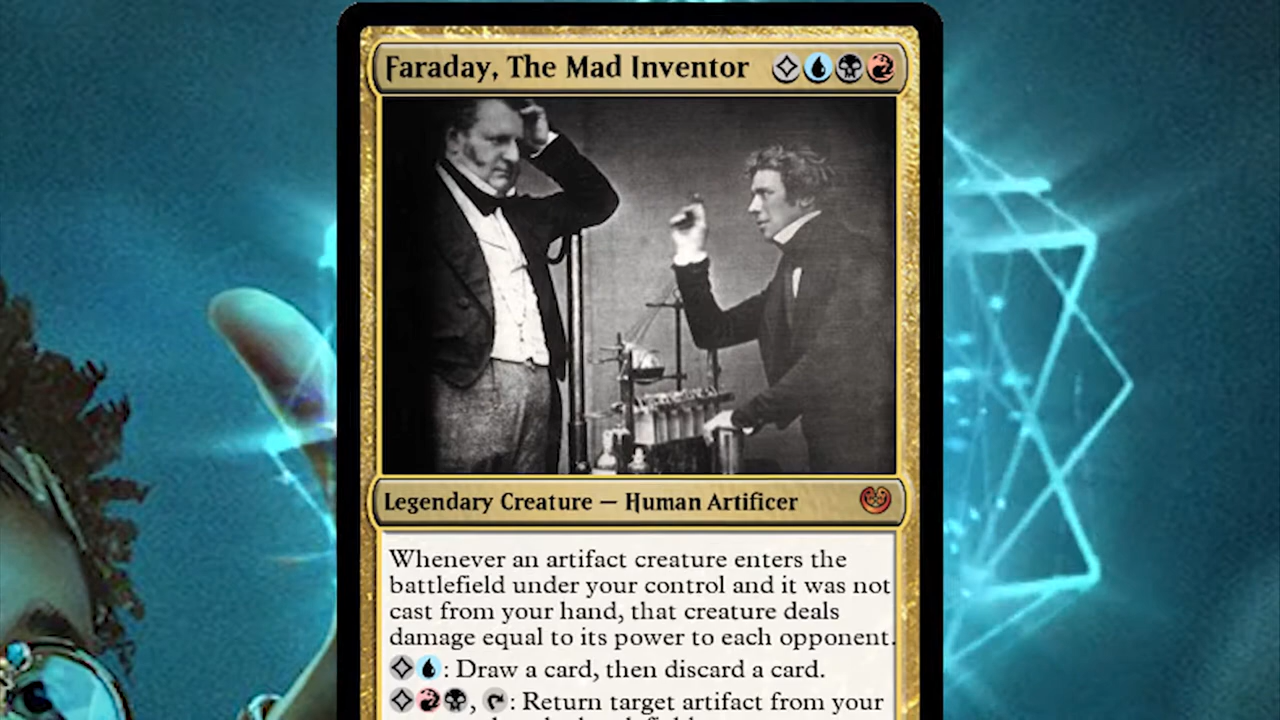 Faraday, The Mad Inventor
Legendary Creature — Human Artificer
Whenever an artifact creature enters the
battlefield under your control and it was not
cast from your hand, that creature deals
damage equal to its power to each opponent.
: Draw a card, then discard a card.
, : Return target artifact from your